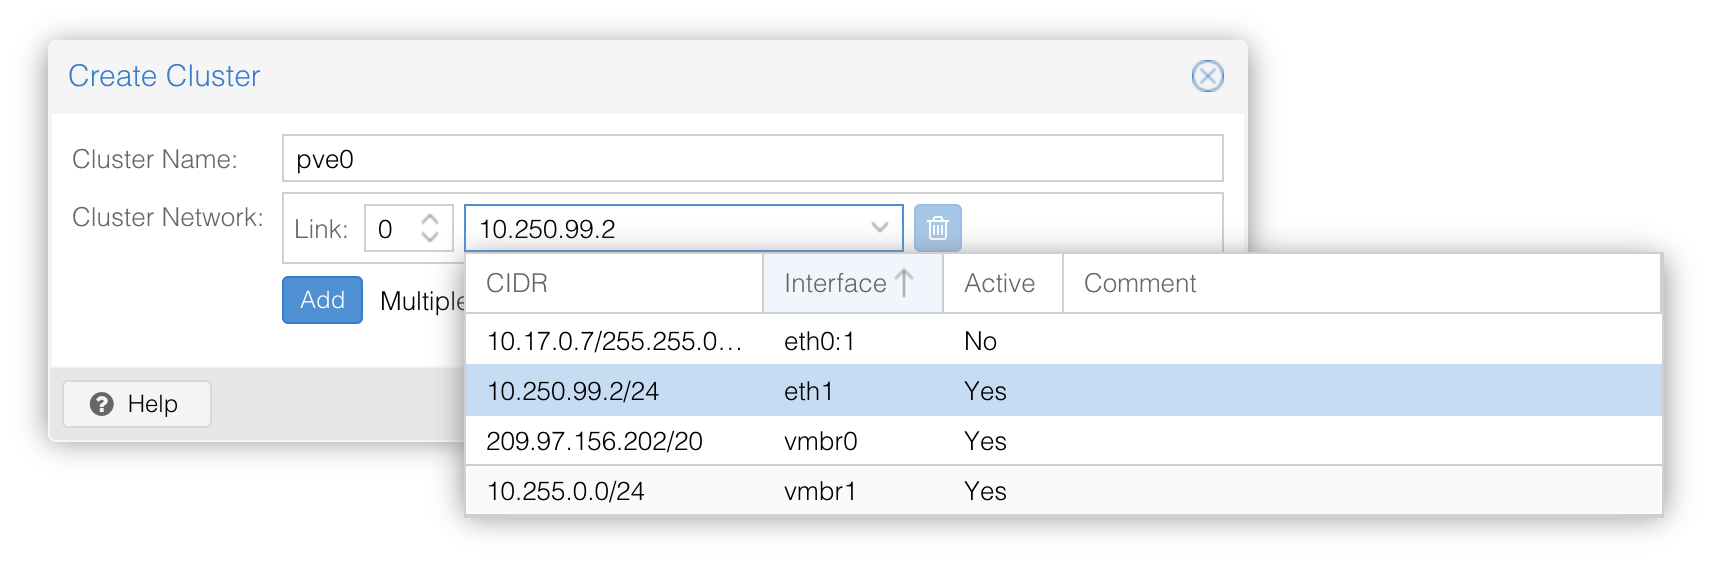 Create Cluster
Cluster Name: pve0
Cluster Network: Link: 0 10.250.99.2
CIDR Interface Active Comment
Add
10.17.0.7/255.255.0... eth0:1 No
10.250.99.2/24 eth1 Yes
Help
209.97.156.202/20 vmbr0 Yes
10.255.0.0/24 vmbr1 Yes